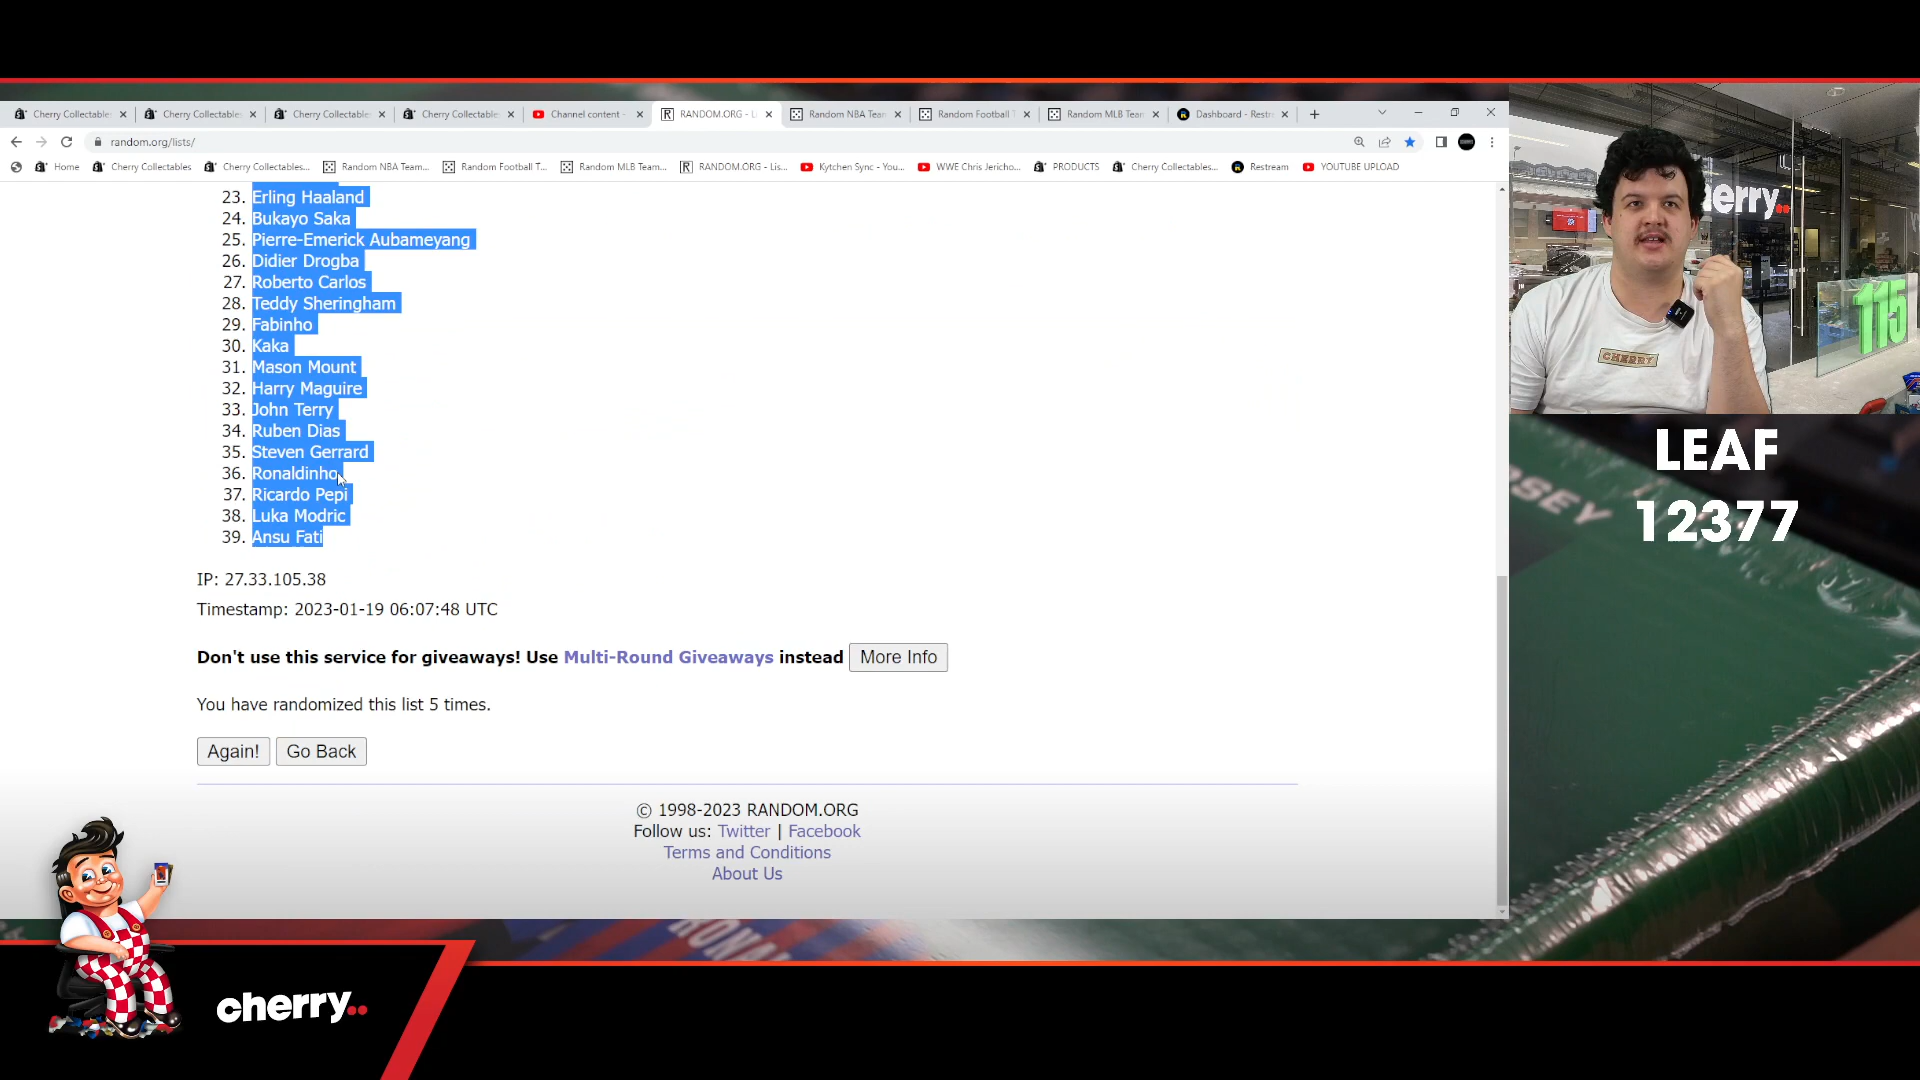 Cherry Collectable
Cherry Collectable
Cherry Collectable
Cherry Collectable
Channel content -
RANDOM.ORG - L
Random NBA Tean
Random Football T
Random MLB Team
Dashboard - Restr
random.org/lists/
Home
Cherry Collectables
Cherry Collectables...
Random NBA Team...
Random Football T...
Random MLB Team...
RANDOM.ORG - Lis...
Kytchen Sync - You...
WWE Chris Jericho...
PRODUCTS
Cherry Collectables...
Restream
YOUTUBE UPLOAD
23. Erling Haaland
24. Bukayo Saka
25. Pierre-Emerick Aubameyang
26. Didier Drogba
27. Roberto Carlos
28. Teddy Sheringham
29. Fabinho
30. Kaka
31. Mason Mount
32. Harry Maguire
33. John Terry
34. Ruben Dias
35. Steven Gerrard
36. Ronaldinho
37. Ricardo Pepi
38. Luka Modric
39. Ansu Fati
IP: 27.33.105.38
Timestamp: 2023-01-19 06:07:48 UTC
Don't use this service for giveaways! Use Multi-Round Giveaways instead More Info
You have randomized this list 5 times.
Again! Go Back
© 1998-2023 RANDOM.ORG
Follow us: Twitter | Facebook
Terms and Conditions
About Us
erry..
115
CHERRY
LEAF
12377
RSEY
RONA
cherry..